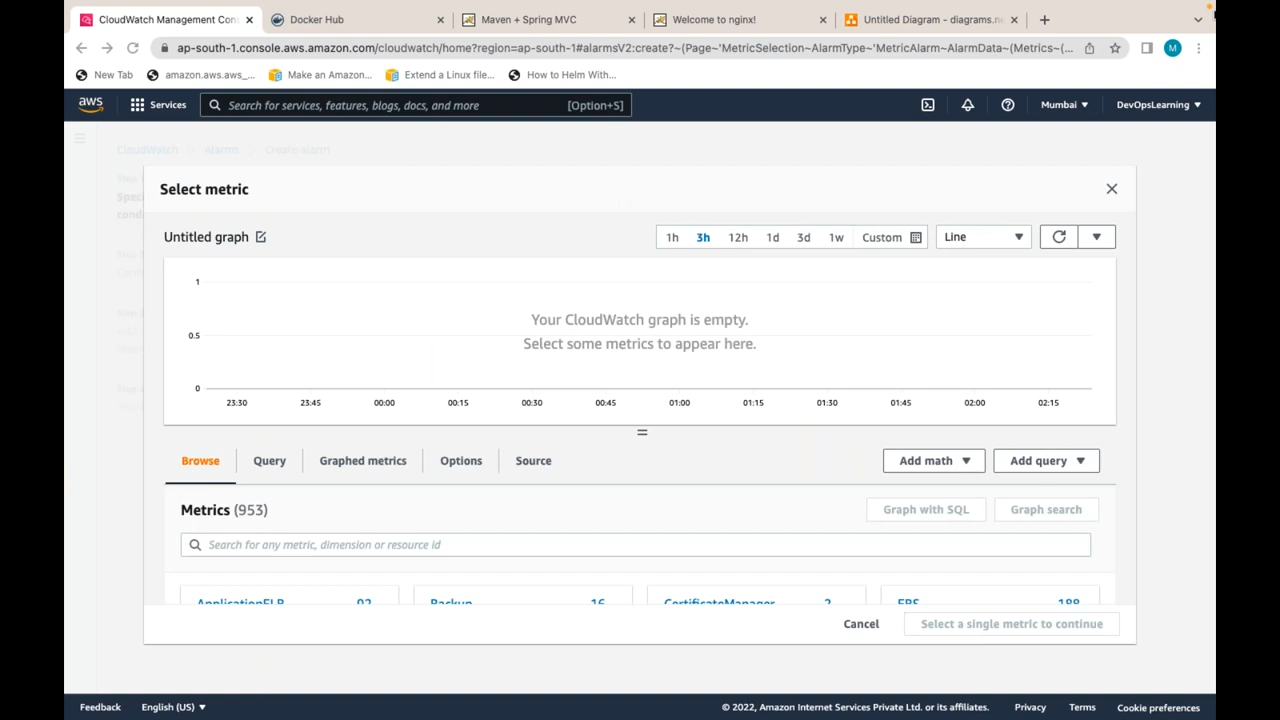 CloudWatch Management Con
Docker Hub
Maven + Spring MVC
Welcome to nginx!
Untitled Diagram - diagrams.ne
ap-south-1.console.aws.amazon.com/cloudwatch/home?region=ap-south-1#alarmsV2:create?~(Page~'MetricSelection~AlarmType~'MetricAlarm~AlarmData~(Metrics~(...
M
New Tab
amazon.aws.aws_...
Make an Amazon...
Extend a Linux file...
How to Helm With...
aws
Services
Search for services, features, blogs, docs, and more
[Option+S]
Mumbai
DevOpsLearning
CloudWatch
Alarms
Create alarm
Select metric
Untitled graph
1h 3h 12h 1d 3d 1w Custom
Line
1
0.5
0
Your CloudWatch graph is empty.
Select some metrics to appear here.
23:30 23:45 00:00 00:15 00:30 00:45 01:00 01:15 01:30 01:45 02:00 02:15
Browse
Query
Graphed metrics
Options
Source
Add math
Add query
Metrics (953)
Graph with SQL
Graph search
Search for any metric, dimension or resource id
ApplicationELB 92
Backup 16
CertificateManager 2
EBS 188
Cancel
Select a single metric to continue
Feedback
English (US)
© 2022, Amazon Internet Services Private Ltd. or its affiliates.
Privacy
Terms
Cookie preferences